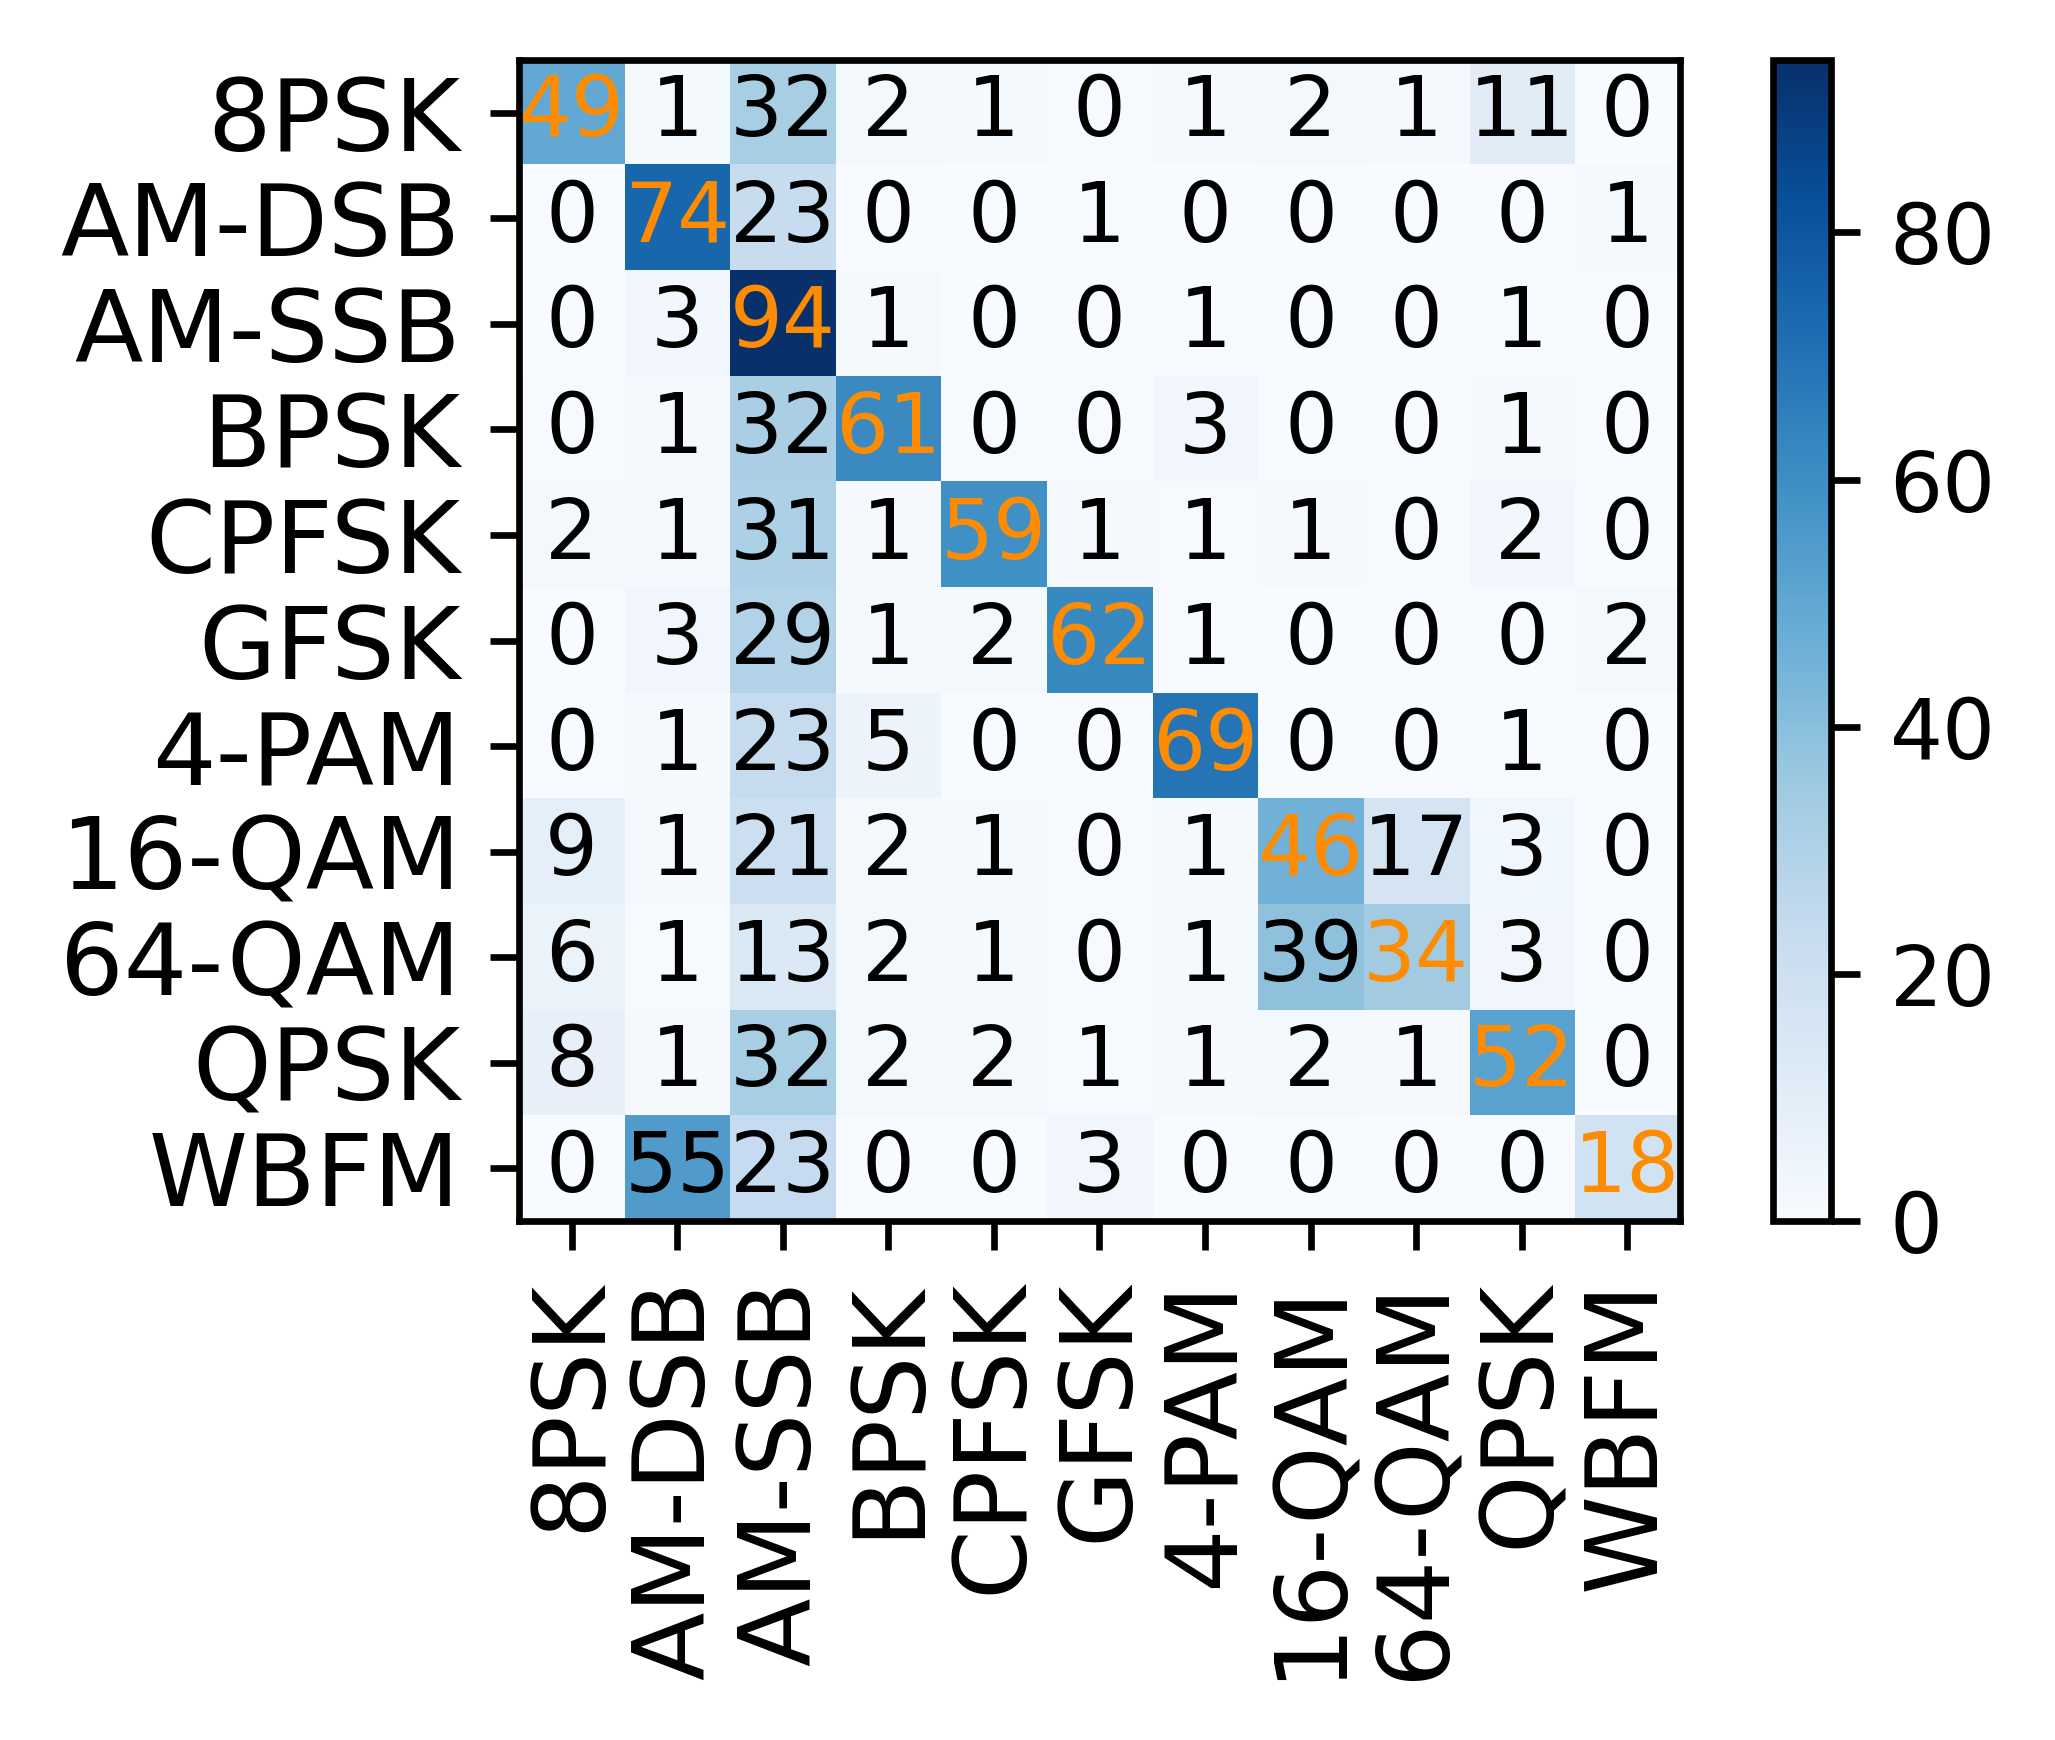 8PSK 49 1 32 2 1 0 1 2 1 11 0
AM-DSB 0 74 23 0 0 1 0 0 0 0 1
AM-SSB 0 3 94 1 0 0 1 0 0 1 0
BPSK 0 1 32 61 0 0 3 0 0 1 0
CPFSK 2 1 31 1 59 1 1 1 0 2 0
GFSK 0 3 29 1 2 62 1 0 0 0 2
4-PAM 0 1 23 5 0 0 69 0 0 1 0
16-QAM 9 1 21 2 1 0 1 46 17 3 0
64-QAM 6 1 13 2 1 0 1 39 34 3 0
QPSK 8 1 32 2 2 1 1 2 1 52 0
WBFM 0 55 23 0 0 3 0 0 0 0 18
8PSK
AM-DSB
AM-SSB
BPSK
CPFSK
GFSK
4-PAM
16-QAM
64-QAM
QPSK
WBFM
80
60
40
20
0